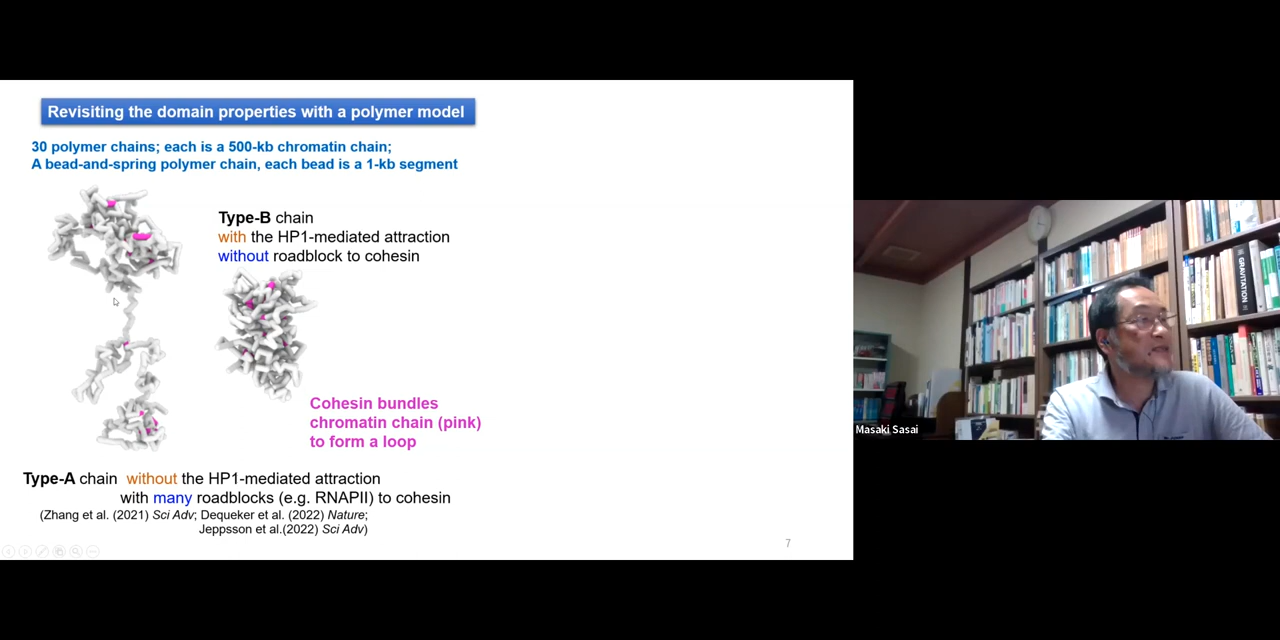 Revisiting the domain properties with a polymer model
30 polymer chains; each is a 500-kb chromatin chain;
A bead-and-spring polymer chain, each bead is a 1-kb segment
Type-B chain
with the HP1-mediated attraction
without roadblock to cohesin
Cohesin bundles
chromatin chain (pink)
to form a loop
Type-A chain without the HP1-mediated attraction
with many roadblocks (e.g. RNAPII) to cohesin
(Zhang et al. (2021) Sci Adv; Dequeker et al. (2022) Nature;
Jeppsson et al.(2022) Sci Adv)
7
GRAVITATION
Masaki Sasai